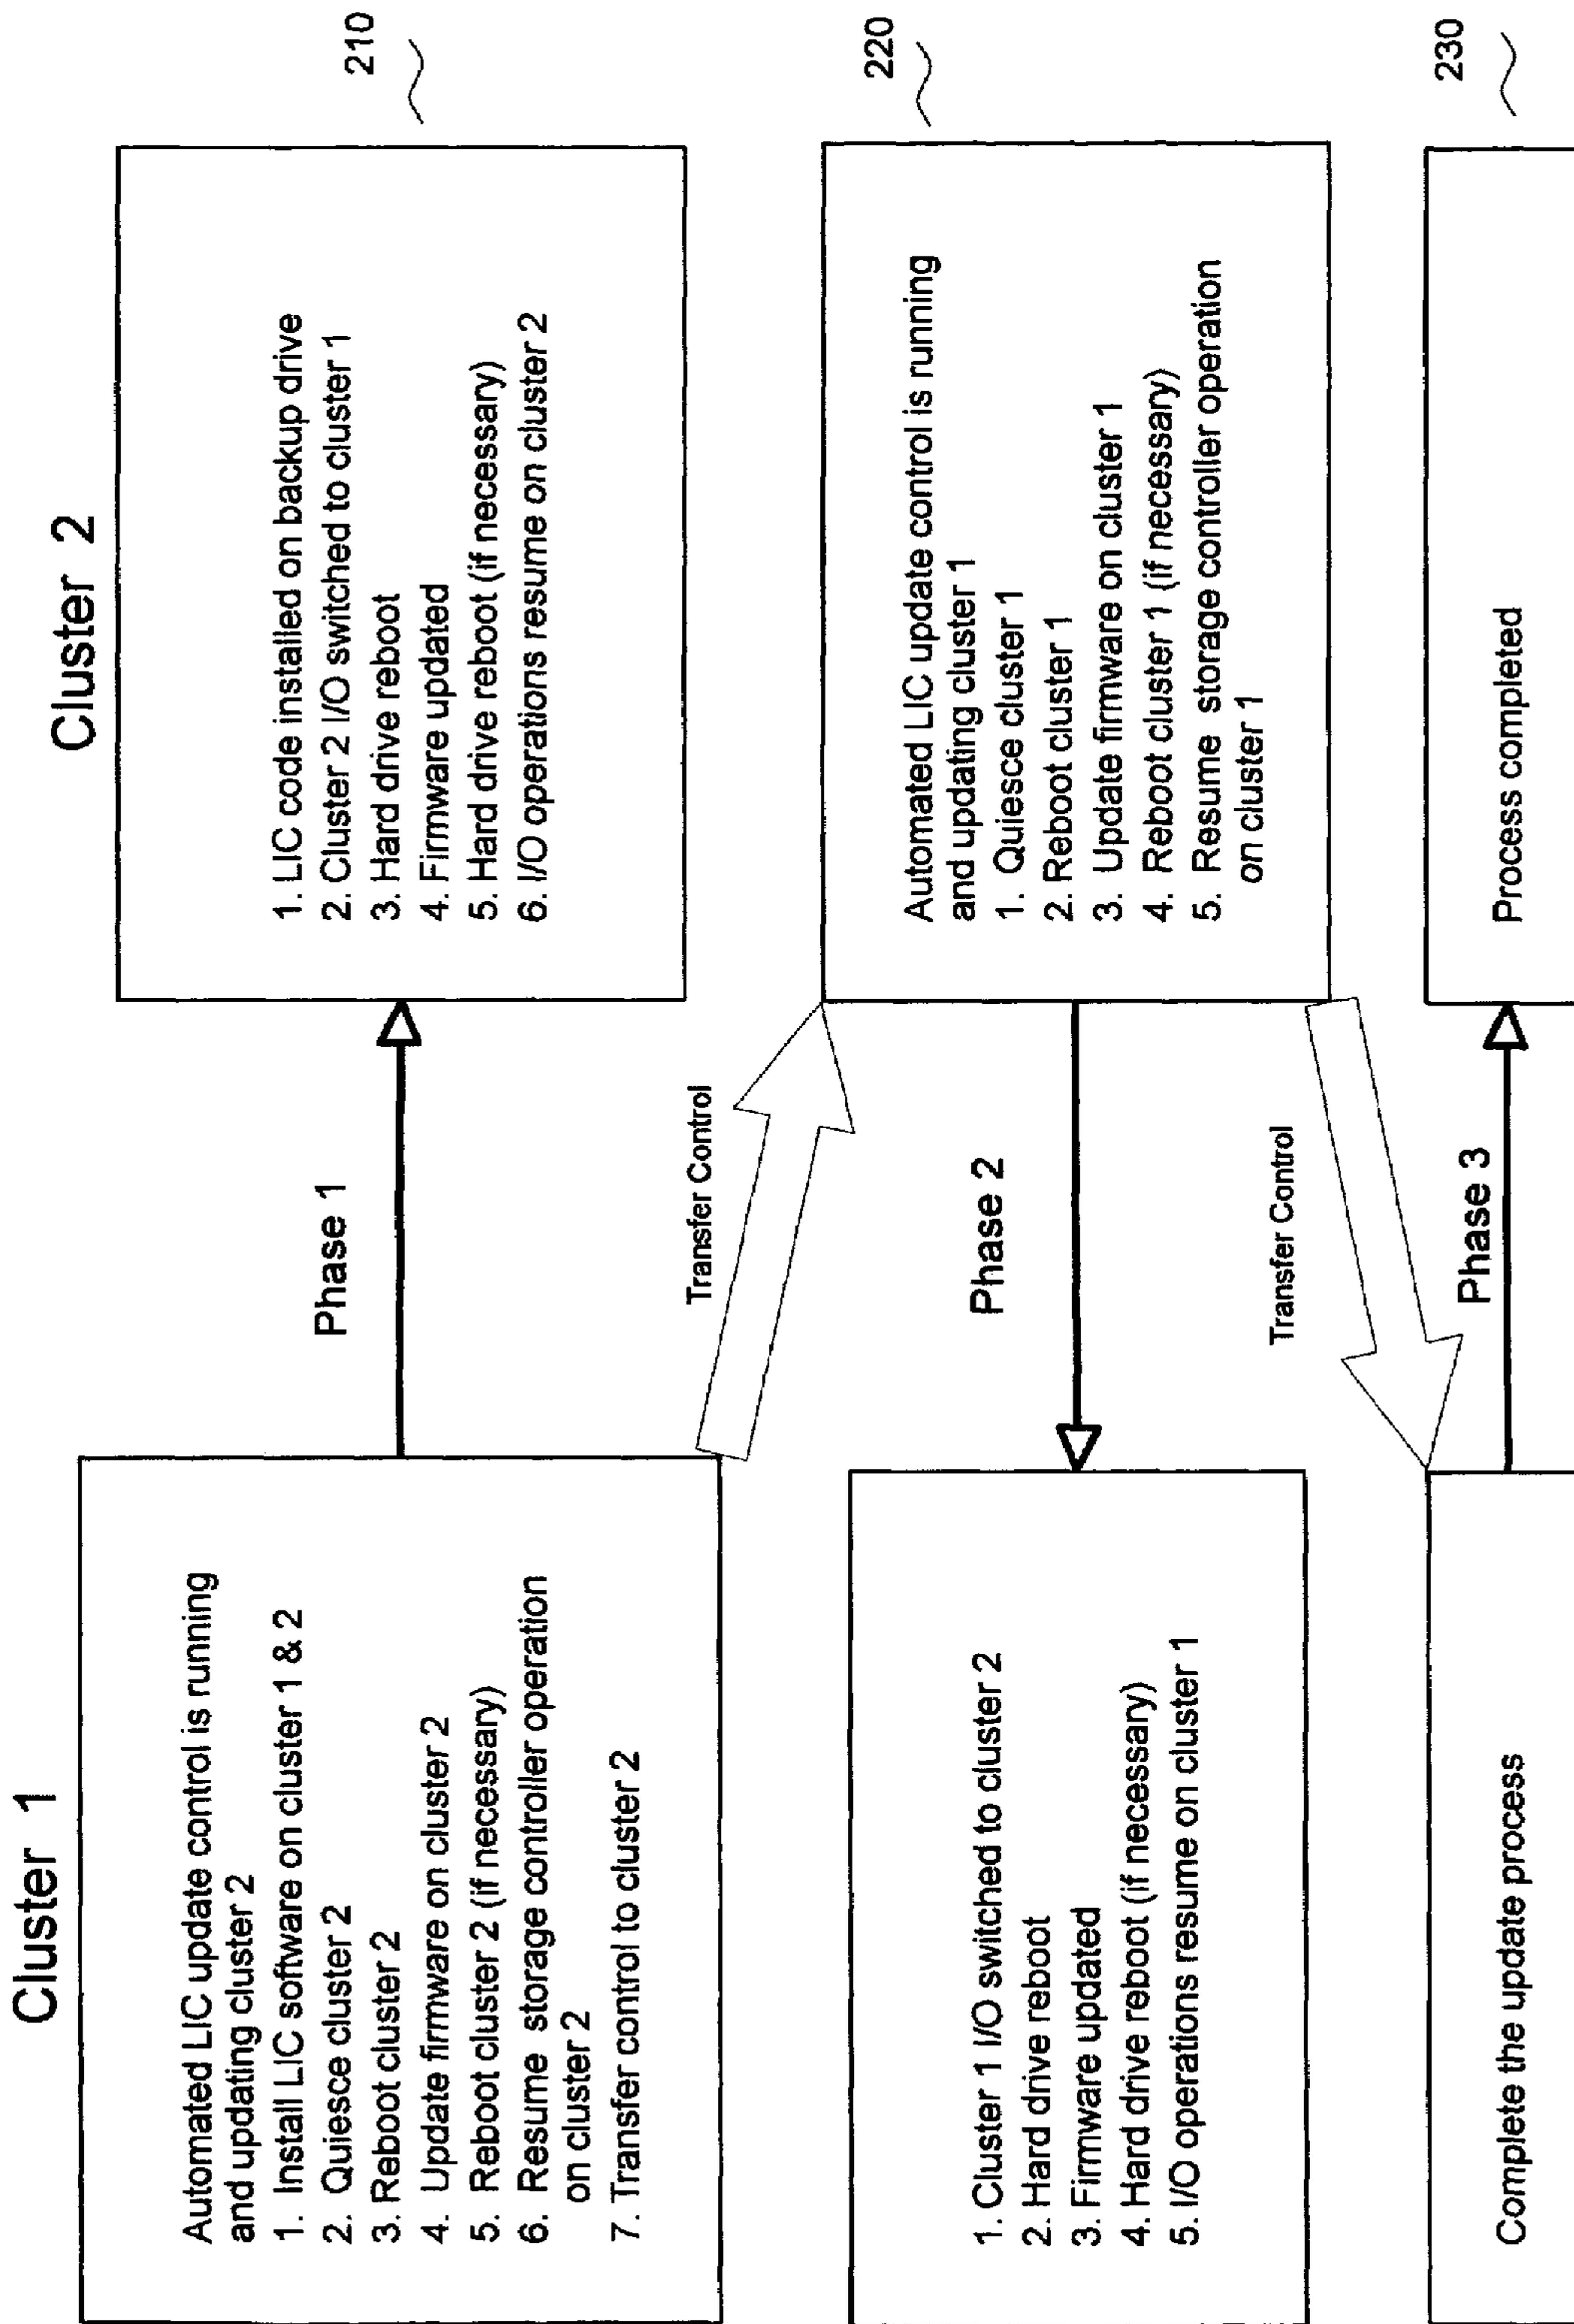 Cluster 1
Cluster 2
Automated LIC update control is running
and updating cluster 2
1. Install LIC software on cluster 1 & 2
2. Quiesce cluster 2
3. Reboot cluster 2
4. Update firmware on cluster 2
5. Reboot cluster 2 (if necessary)
6. Resume storage controller operation
on cluster 2
7. Transfer control to cluster 2
Phase 1
1. LIC code installed on backup drive
2. Cluster 2 I/O switched to cluster 1
3. Hard drive reboot
4. Firmware updated
5. Hard drive reboot (if necessary)
6. I/O operations resume on cluster 2
210
Transfer Control
1. Cluster 1 I/O switched to cluster 2
2. Hard drive reboot
3. Firmware updated
4. Hard drive reboot (if necessary)
5. I/O operations resume on cluster 1
Phase 2
Automated LIC update control is running
and updating cluster 1
1. Quiesce cluster 1
2. Reboot cluster 1
3. Update firmware on cluster 1
4. Reboot cluster 1 (if necessary)
5. Resume storage controller operation
on cluster 1
220
Transfer Control
Complete the update process
Phase 3
Process completed
230